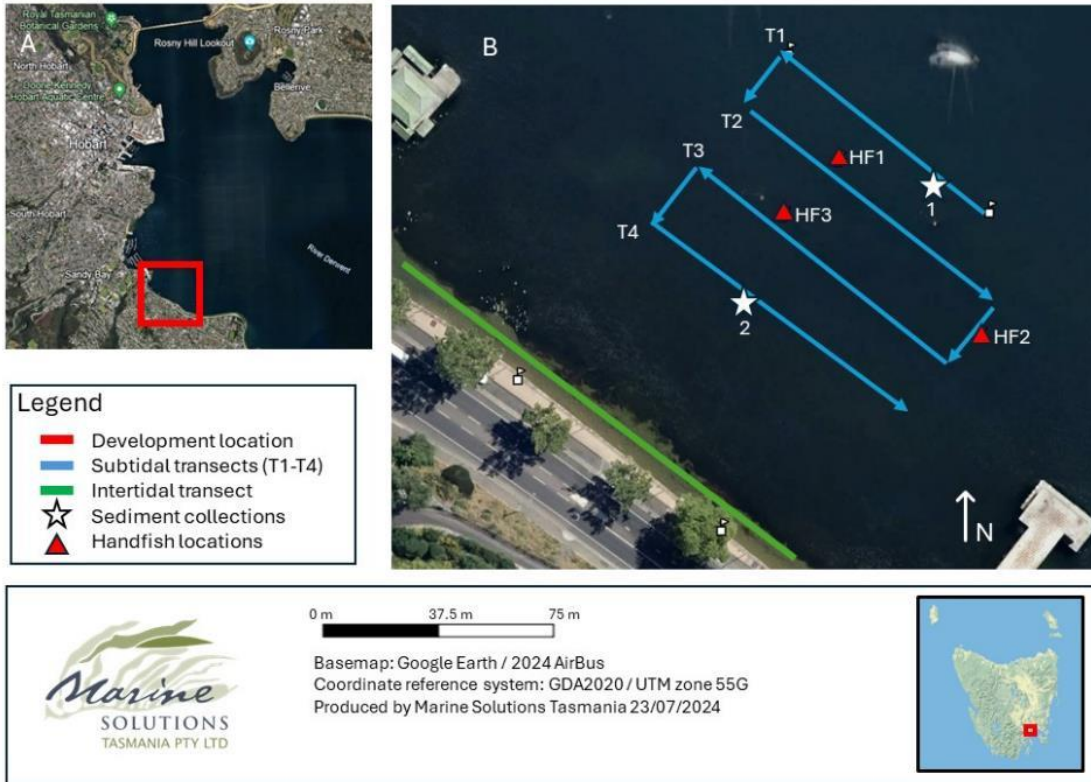 A
Royal Tasmanian
Botanical Gardens
Rosny Hill Lookout
Rosny Park
North Hobart
Doone Kennedy
Hobart Aquatic Centre
Bellerive
Hobart
South Hobart
Sandy Bay
River Derwent
B
T1
T2
HF1
T3
1
HF3
T4
2
HF2
N
Legend
Development location
Subtidal transects (T1-T4)
Intertidal transect
Sediment collections
Handfish locations
Marine
SOLUTIONS
TASMANIA PTY LTD
0 m 37.5 m 75 m
Basemap: Google Earth / 2024 AirBus
Coordinate reference system: GDA2020 / UTM zone 55G
Produced by Marine Solutions Tasmania 23/07/2024